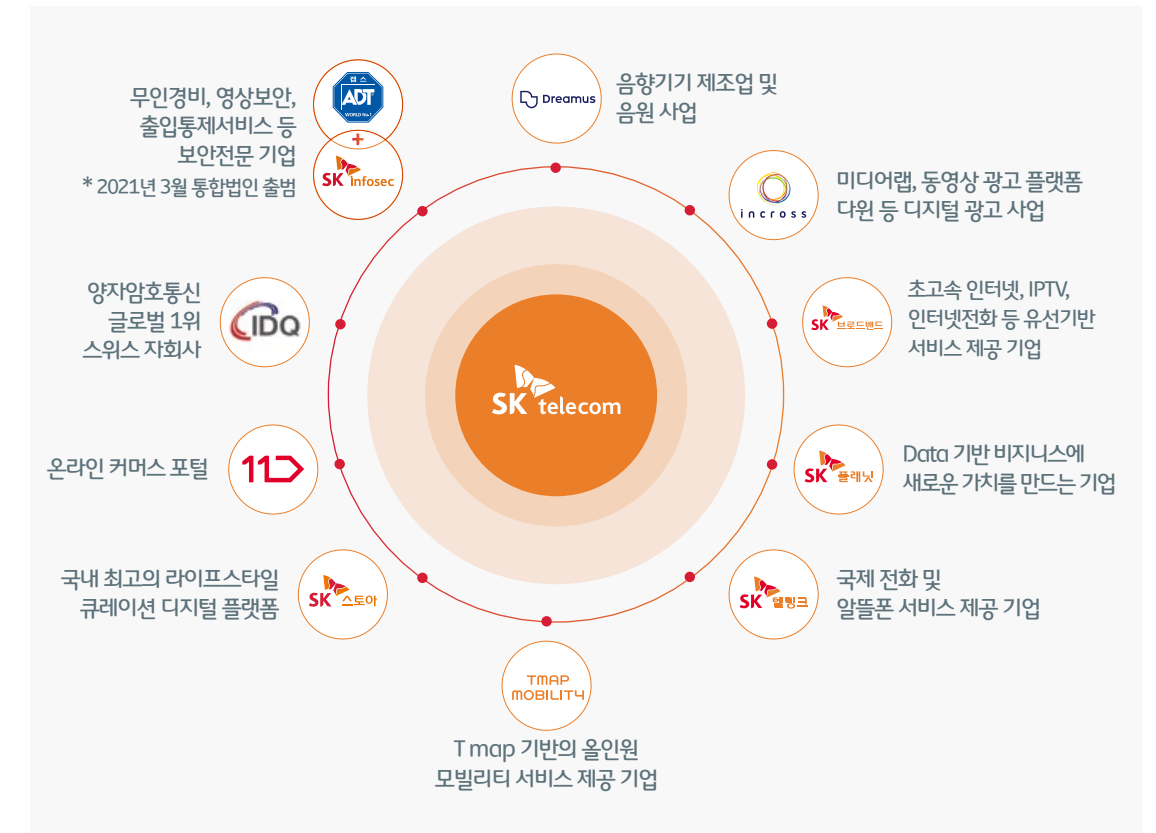 캡스
ADT
WORLD No.1
+
SK infosec
무인경비, 영상보안,
출입통제서비스 등
보안전문 기업
* 2021년 3월 통합법인 출범
Dreamus
음향기기 제조업 및
음원 사업
incross
미디어랩, 동영상 광고 플랫폼
다윈 등 디지털 광고 사업
양자암호통신
글로벌 1위
스위스 자회사
IDQ
SK 브로드밴드
초고속 인터넷, IPTV,
인터넷전화 등 유선기반
서비스 제공 기업
SK telecom
온라인 커머스 포털
11
SK 플래닛
Data 기반 비지니스에
새로운 가치를 만드는 기업
국내 최고의 라이프스타일
큐레이션 디지털 플랫폼
SK 스토아
SK 텔링크
국제 전화 및
알뜰폰 서비스 제공 기업
TMAP
MOBILITY
T map 기반의 올인원
모빌리티 서비스 제공 기업